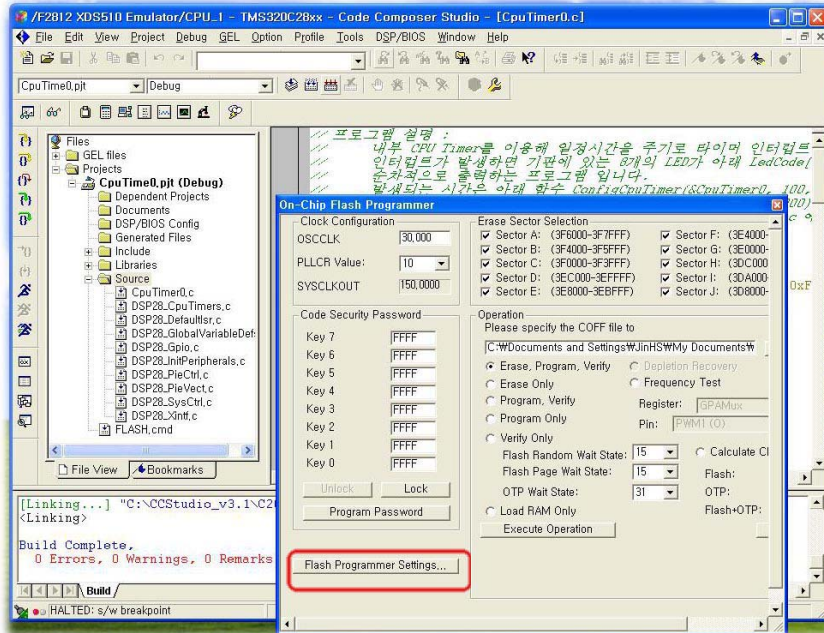 /F2812 XDS510 Emulator/CPU_1 - TMS320C28xx - Code Composer Studio - [CpuTimer0.c]
File Edit View Project Debug GEL Option Profile Tools DSP/BIOS Window Help
CpuTime0.pjt Debug
Files
GEL files
Projects
CpuTime0.pjt (Debug)
Dependent Projects
Documents
DSP/BIOS Config
Generated Files
Include
Libraries
Source
CpuTimer0.c
DSP28_CpuTimers.c
DSP28_DefaultIsr.c
DSP28_GlobalVariableDef
DSP28_Gpio.c
DSP28_InitPeripherals.c
DSP28_PieCtrl.c
DSP28_PieVect.c
DSP28_SysCtrl.c
DSP28_Xintf.c
FLASH.cmd
File View Bookmarks
// 프로그램 설명 :
// 내부 CPU Timer를 이용해 일정시간을 주기로 타이머 인터럽트
// 인터럽트가 발생하면 기판에 있는 8개의 LED가 아래 LedCode[
// 순차적으로 출력하는 프로그램 입니다.
// 발생되는 시간은 아래 함수 ConfigCpuTimer(&CpuTimer0, 100,
0xF
On-Chip Flash Programmer
Clock Configuration
OSCCLK 30,000
PLLCR Value: 10
SYSCLKOUT 150,0000
Code Security Password
Key 7 FFFF
Key 6 FFFF
Key 5 FFFF
Key 4 FFFF
Key 3 FFFF
Key 2 FFFF
Key 1 FFFF
Key 0 FFFF
Unlock Lock
Program Password
Flash Programmer Settings...
Erase Sector Selection
Sector A: (3F6000-3F7FFF) Sector F: (3E4000-
Sector B: (3F4000-3F5FFF) Sector G: (3E0000-
Sector C: (3F0000-3F3FFF) Sector H: (3DC000
Sector D: (3EC000-3EFFFF) Sector I: (3DA000-
Sector E: (3E8000-3EBFFF) Sector J: (3D8000-
Operation
Please specify the COFF file to
C:₩Documents and Settings₩JinHS₩My Documents₩
Erase, Program, Verify Depletion Recovery
Erase Only Frequency Test
Program, Verify Register: GPAMux
Program Only Pin: PWM1 (O)
Verify Only
Flash Random Wait State: 15 Calculate Cl
Flash Page Wait State: 15 Flash:
OTP Wait State: 31 OTP:
Load RAM Only Flash+OTP:
Execute Operation
[Linking...] "C:\CCStudio_v3.1\C20
<Linking>
Build Complete,
0 Errors, 0 Warnings, 0 Remarks
Build
HALTED: s/w breakpoint